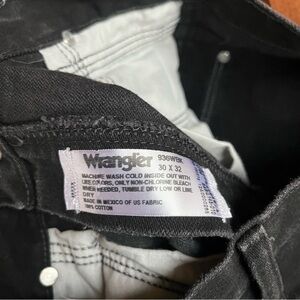 Wrangler 936WBK
30 X 32
MACHINE WASH COLD INSIDE OUT WITH
LIKE COLORS, ONLY NON-CHLORINE BLEACH
WHEN NEEDED, TUMBLE DRY LOW OR LINE
DRY
MADE IN MEXICO OF US FABRIC
100% COTTON